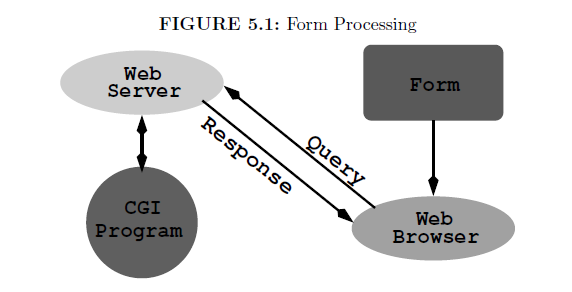 FIGURE 5.1: Form Processing
Web
Server
Form
Response
Query
CGI
Program
Web
Browser